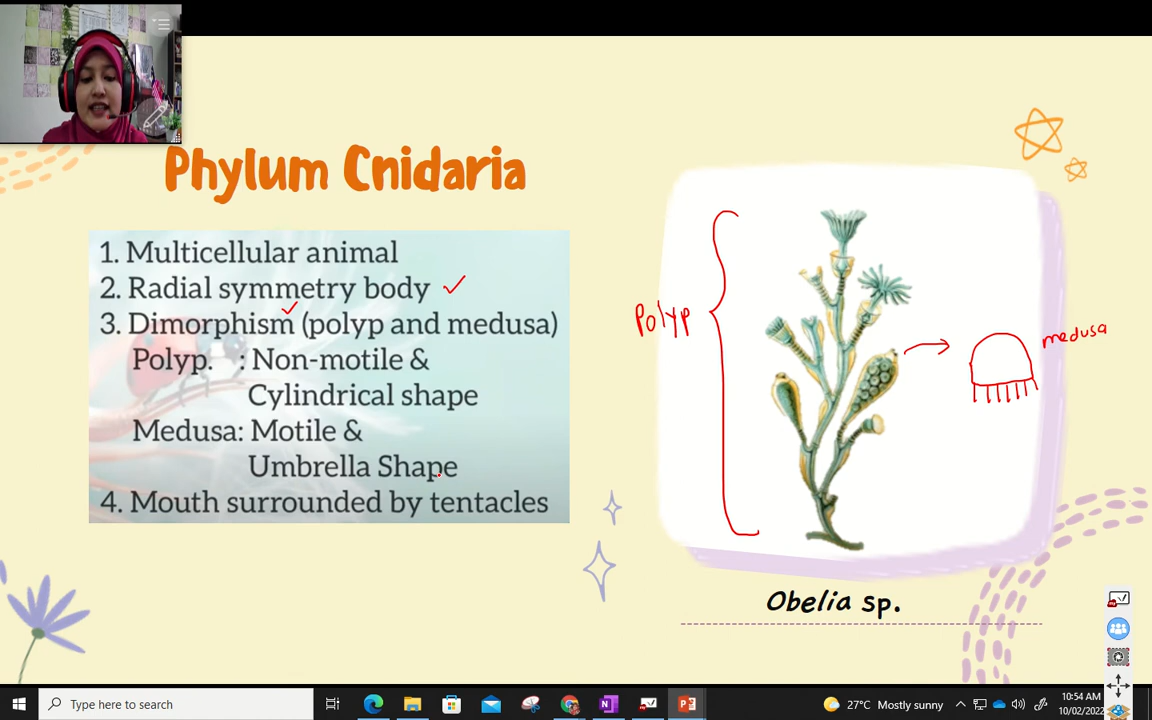 Phylum Cnidaria
1. Multicellular animal
2. Radial symmetry body
3. Dimorphism (polyp and medusa)
Polyp. : Non-motile &
Cylindrical shape
Medusa: Motile &
Umbrella Shape
4. Mouth surrounded by tentacles
Polyp
medusa
Obelia sp.
Type here to search
27°C Mostly sunny
10:54 AM
10/02/2022